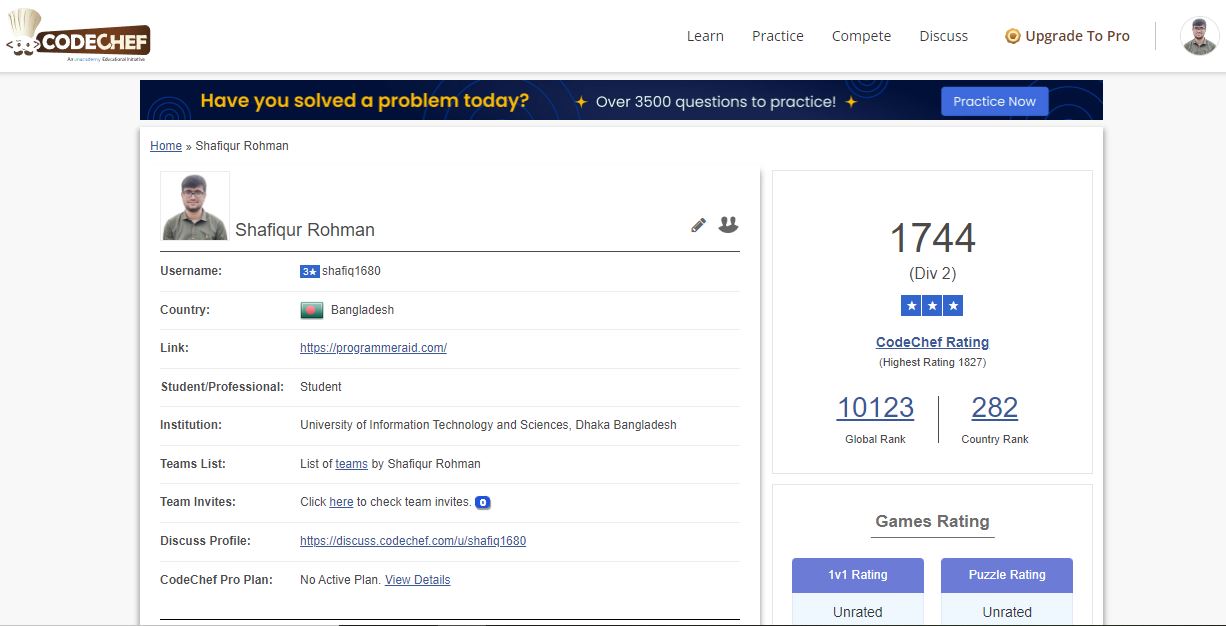 CODECHEF
An unacademy Educational Initiative
Learn Practice Compete Discuss Upgrade To Pro
Have you solved a problem today? Over 3500 questions to practice! Practice Now
Home » Shafiqur Rohman
Shafiqur Rohman
Username: 3★ shafiq1680
Country: Bangladesh
Link: https://programmeraid.com/
Student/Professional: Student
Institution: University of Information Technology and Sciences, Dhaka Bangladesh
Teams List: List of teams by Shafiqur Rohman
Team Invites: Click here to check team invites. 0
Discuss Profile: https://discuss.codechef.com/u/shafiq1680
CodeChef Pro Plan: No Active Plan. View Details
1744
(Div 2)
★ ★ ★
CodeChef Rating
(Highest Rating 1827)
10123 282
Global Rank Country Rank
Games Rating
1v1 Rating Puzzle Rating
Unrated Unrated